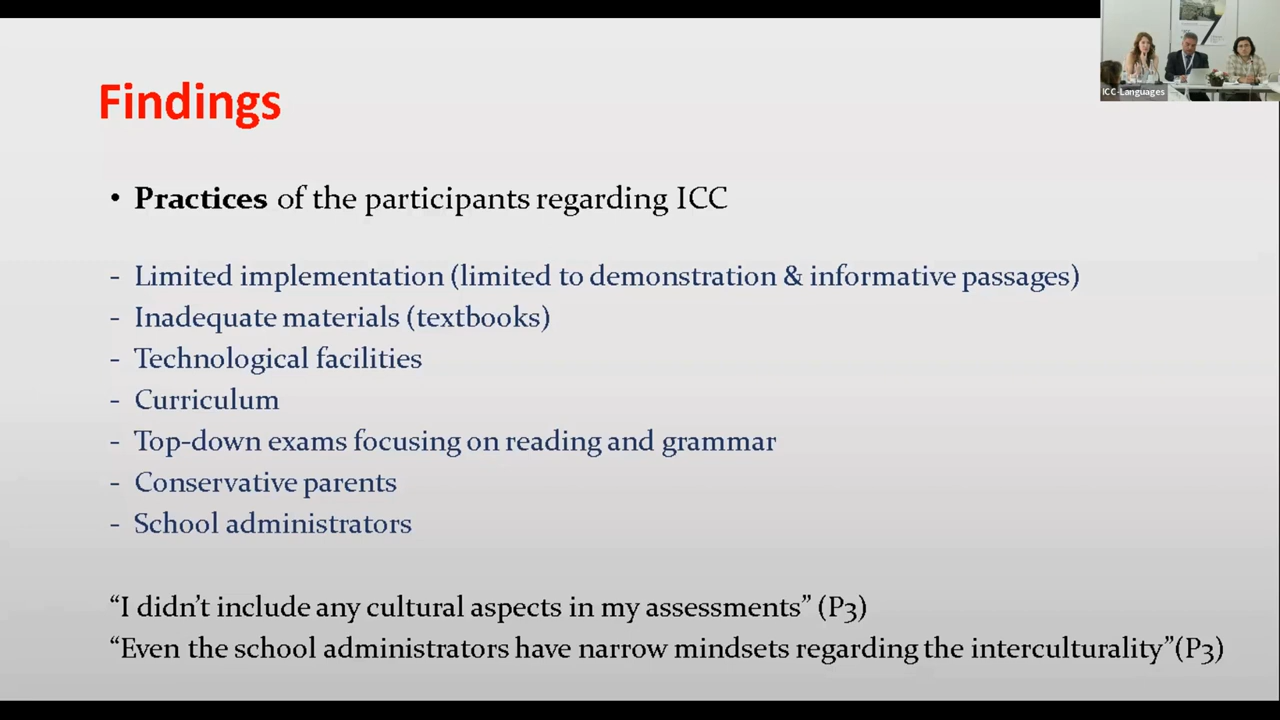 ICC-Languages
Findings
• Practices of the participants regarding ICC
- Limited implementation (limited to demonstration & informative passages)
- Inadequate materials (textbooks)
- Technological facilities
- Curriculum
- Top-down exams focusing on reading and grammar
- Conservative parents
- School administrators
“I didn’t include any cultural aspects in my assessments” (P3)
“Even the school administrators have narrow mindsets regarding the interculturality”(P3)